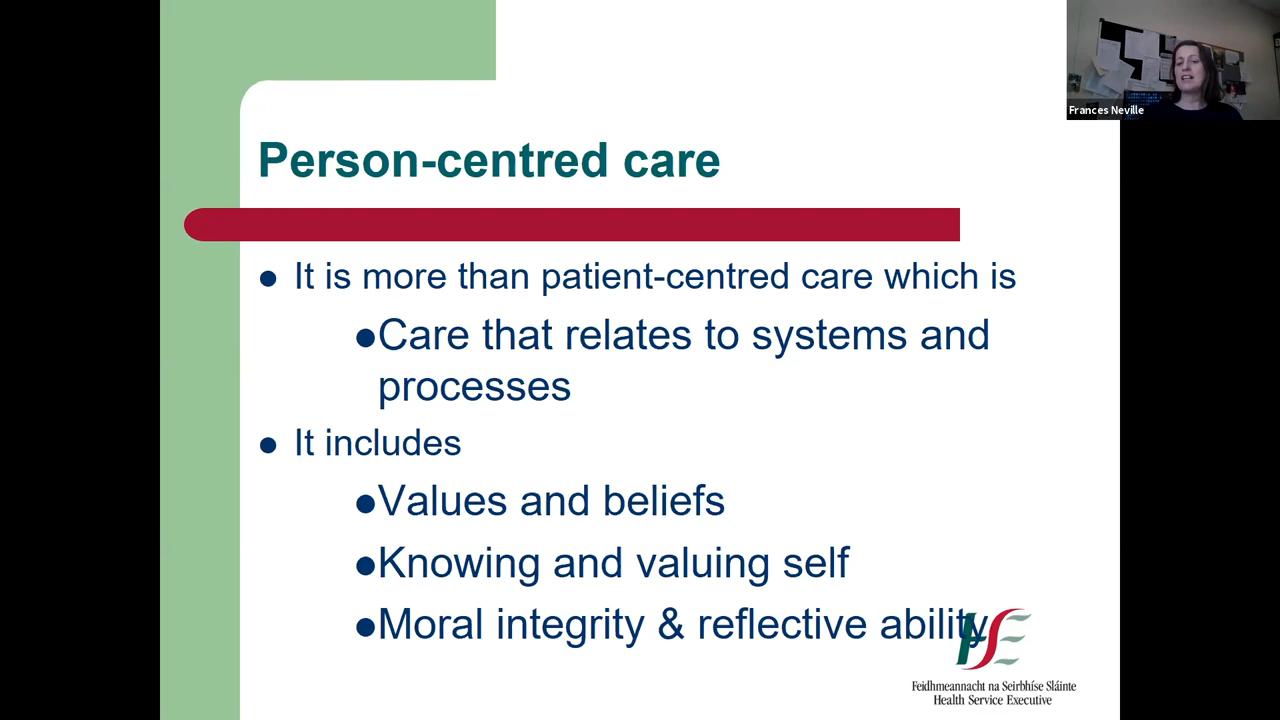 Frances Neville
Person-centred care
● It is more than patient-centred care which is
●Care that relates to systems and
processes
● It includes
●Values and beliefs
●Knowing and valuing self
●Moral integrity & reflective ability
Feidhmeannacht na Seirbhíse Sláinte
Health Service Executive